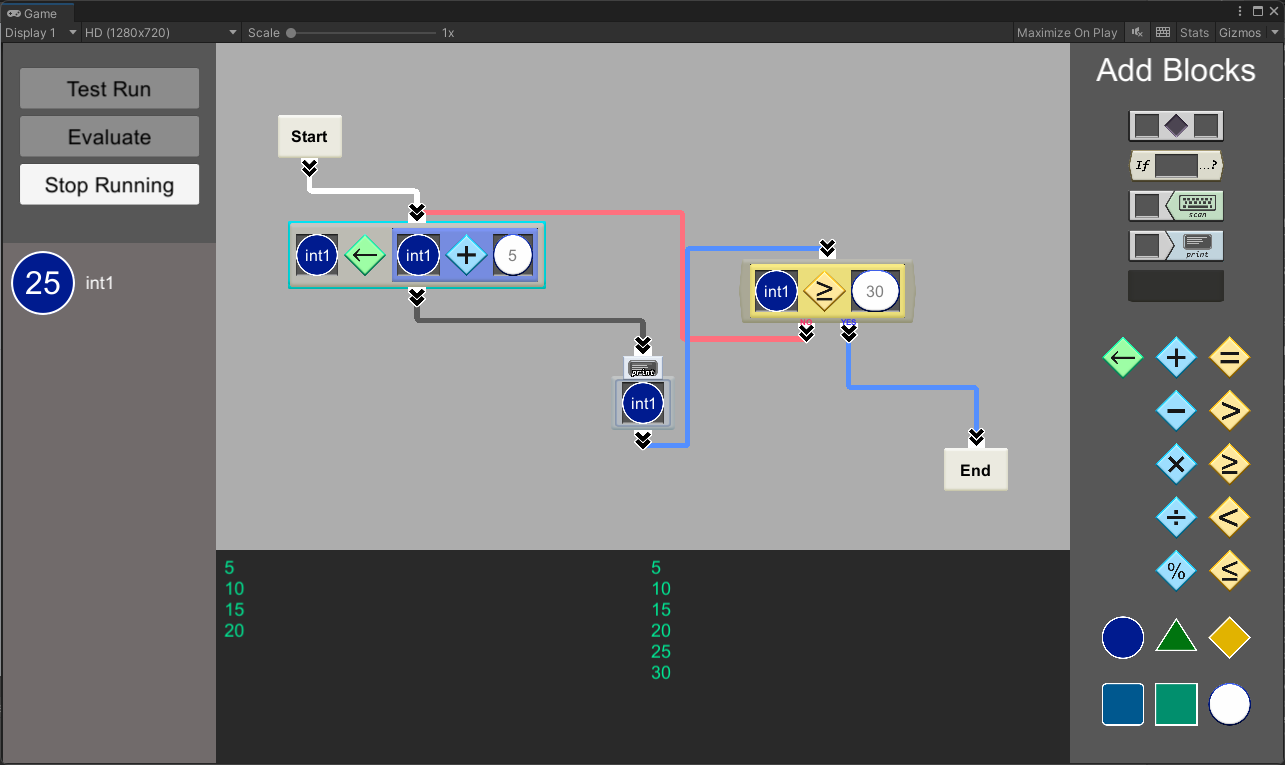 Game
Display 1 HD (1280x720) Scale 1x Maximize On Play Stats Gizmos
Test Run
Evaluate
Stop Running
25 int1
Start
int1 ← int1 + 5
print
int1
int1 ≥ 30
NO YES
End
5
10
15
20
5
10
15
20
25
30
Add Blocks
If ...?
scan
print
← + =
− >
× ≥
÷ <
% ≤